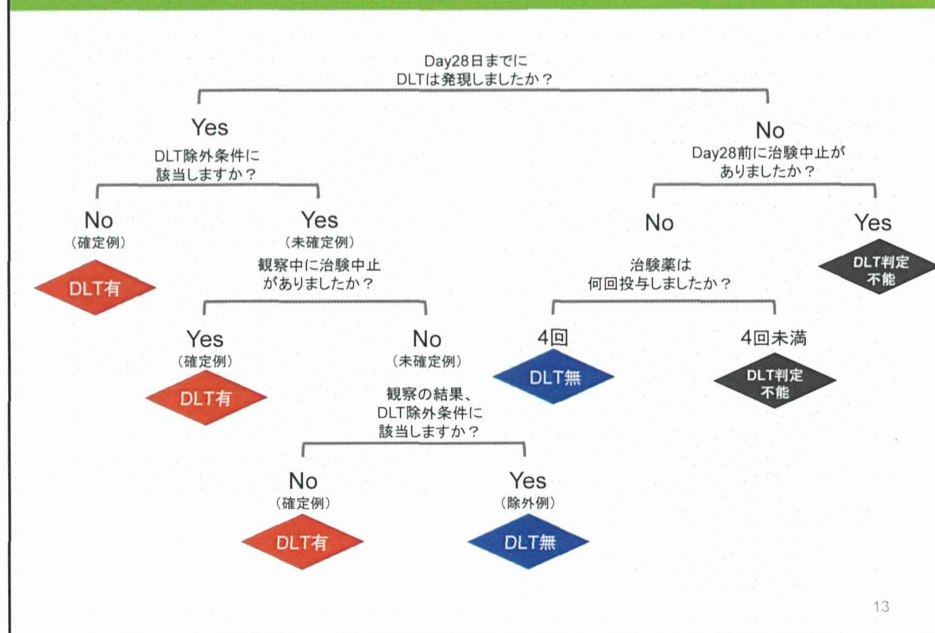 Day28日までに
DLTは発現しましたか？
Yes
DLT除外条件に
該当しますか？
No
Day28前に治験中止が
ありましたか？
No
（確定例）
DLT有
Yes
（未確定例）
観察中に治験中止
がありましたか？
No
治験薬は
何回投与しましたか？
Yes
DLT判定
不能
Yes
（確定例）
DLT有
No
（未確定例）
観察の結果、
DLT除外条件に
該当しますか？
4回
DLT無
4回未満
DLT判定
不能
No
（確定例）
DLT有
Yes
（除外例）
DLT無
13